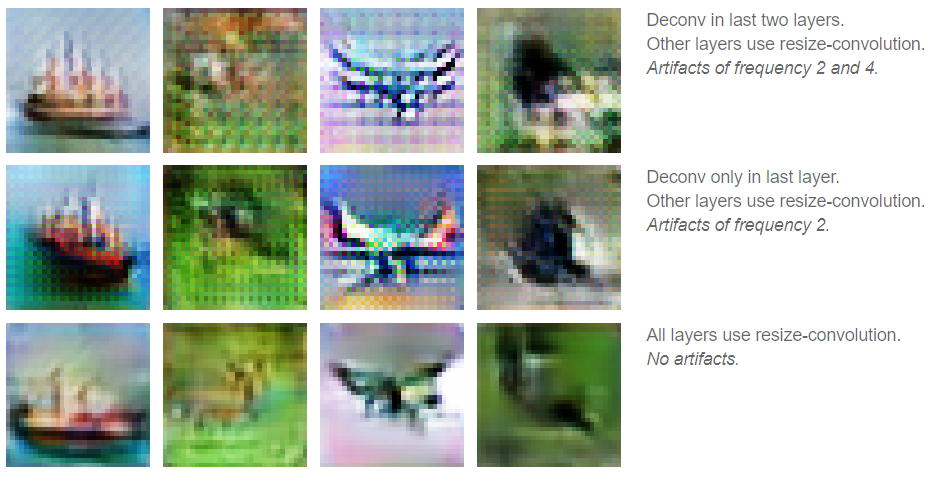 Deconv in last two layers.
Other layers use resize-convolution.
Artifacts of frequency 2 and 4.
Deconv only in last layer.
Other layers use resize-convolution.
Artifacts of frequency 2.
All layers use resize-convolution.
No artifacts.